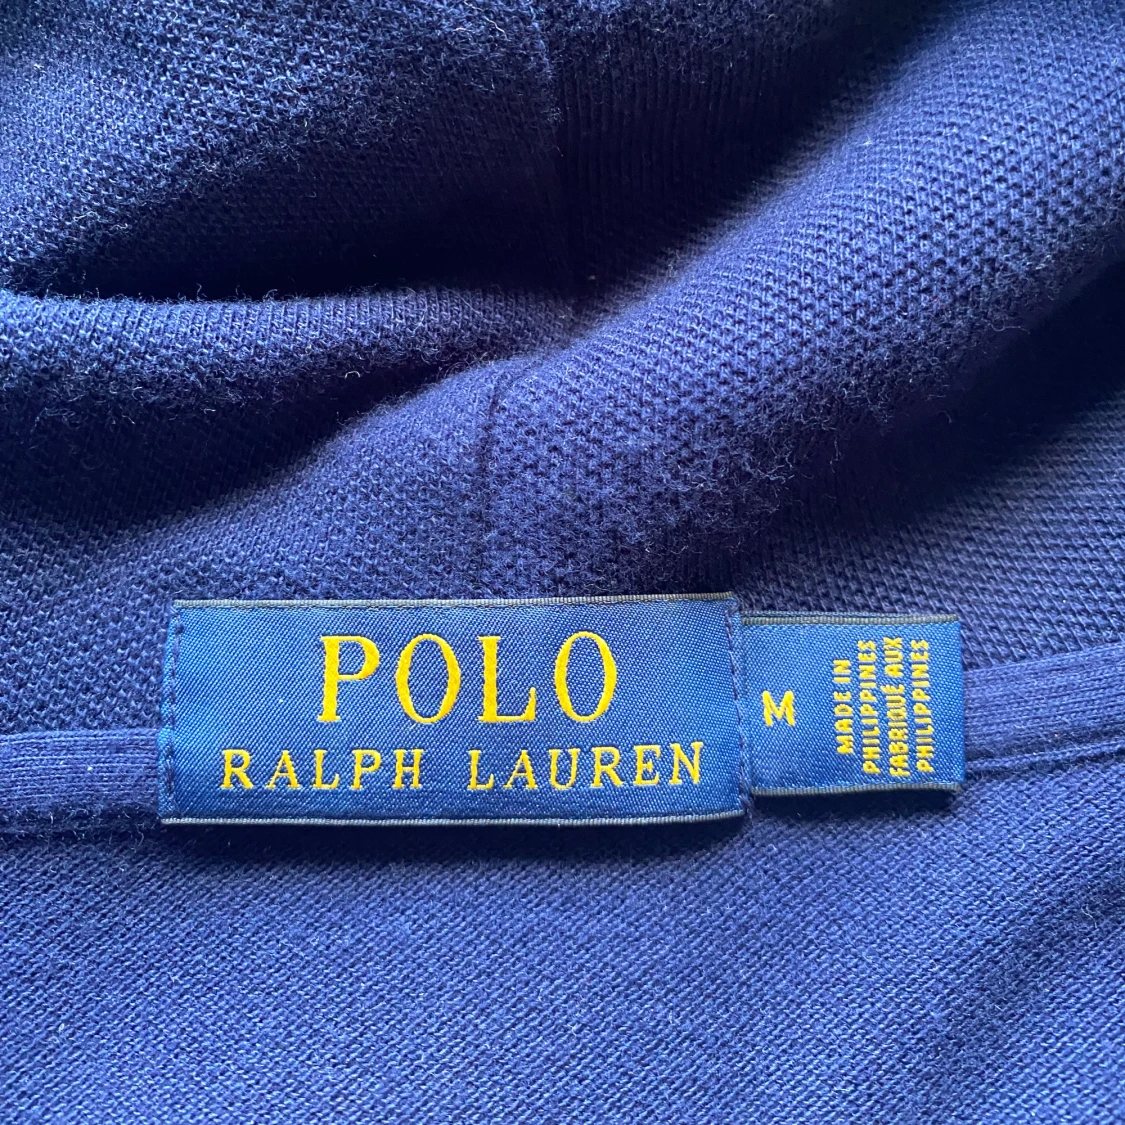 POLO
RALPH LAUREN
M
MADE IN
PHILIPPINES
FABRIQUÉ AUX
PHILIPPINES